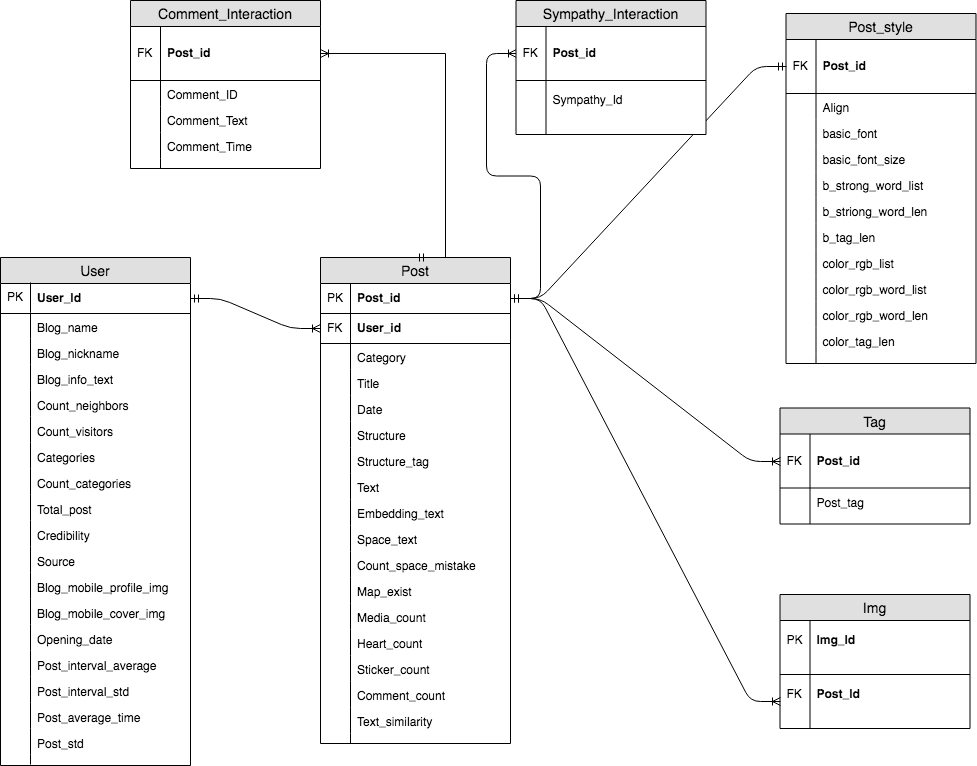 Comment_Interaction
FK Post_id
Comment_ID
Comment_Text
Comment_Time
Sympathy_Interaction
FK Post_id
Sympathy_Id
Post_style
FK Post_id
Align
basic_font
basic_font_size
b_strong_word_list
b_striong_word_len
b_tag_len
color_rgb_list
color_rgb_word_list
color_rgb_word_len
color_tag_len
User
PK User_Id
Blog_name
Blog_nickname
Blog_info_text
Count_neighbors
Count_visitors
Categories
Count_categories
Total_post
Credibility
Source
Blog_mobile_profile_img
Blog_mobile_cover_img
Opening_date
Post_interval_average
Post_interval_std
Post_average_time
Post_std
Post
PK Post_id
FK User_id
Category
Title
Date
Structure
Structure_tag
Text
Embedding_text
Space_text
Count_space_mistake
Map_exist
Media_count
Heart_count
Sticker_count
Comment_count
Text_similarity
Tag
FK Post_id
Post_tag
Img
PK Img_Id
FK Post_Id